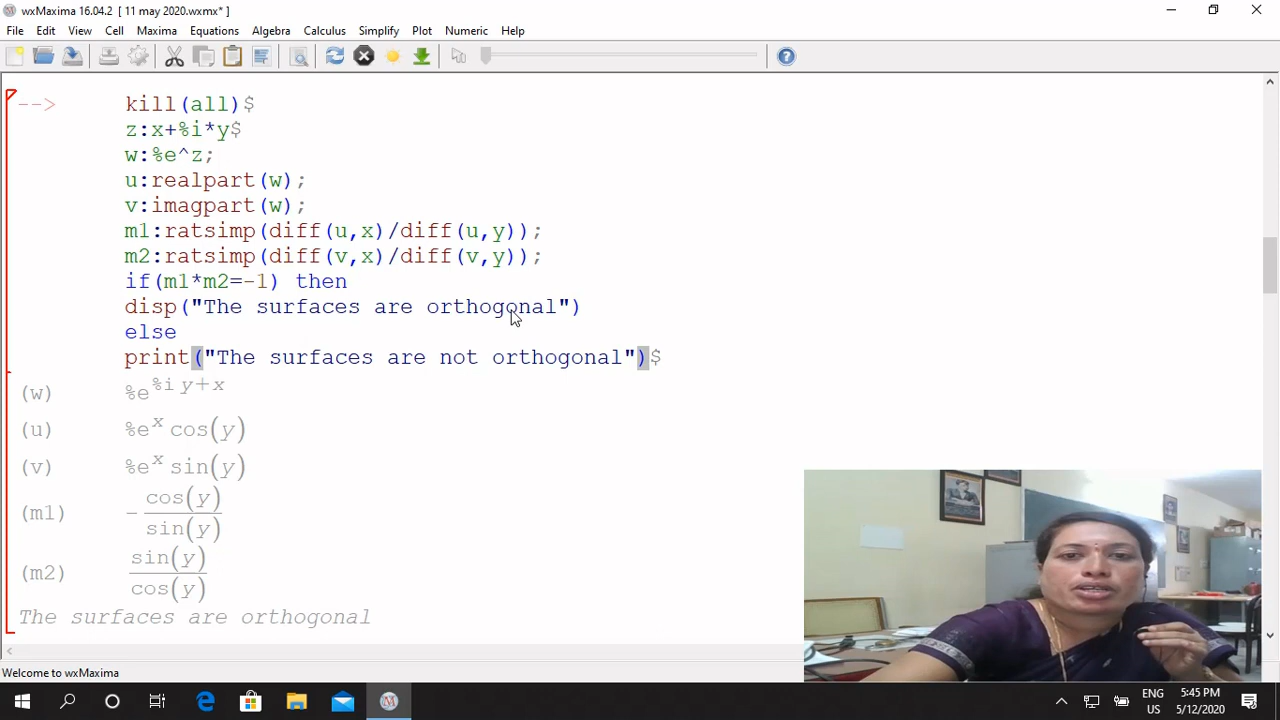 wxMaxima 16.04.2 [ 11 may 2020.wxmx* ]
File Edit View Cell Maxima Equations Algebra Calculus Simplify Plot Numeric Help
--> kill(all)$
z:x+%i*y$
w:%e^z;
u:realpart(w);
v:imagpart(w);
m1:ratsimp(diff(u,x)/diff(u,y));
m2:ratsimp(diff(v,x)/diff(v,y));
if(m1*m2=-1) then
disp("The surfaces are orthogonal")
else
print("The surfaces are not orthogonal")$
(w) %e^%i y+x
(u) %e^x cos(y)
(v) %e^x sin(y)
(m1) - cos(y)
sin(y)
(m2) sin(y)
cos(y)
The surfaces are orthogonal
Welcome to wxMaxima
ENG 5:45 PM
US 5/12/2020